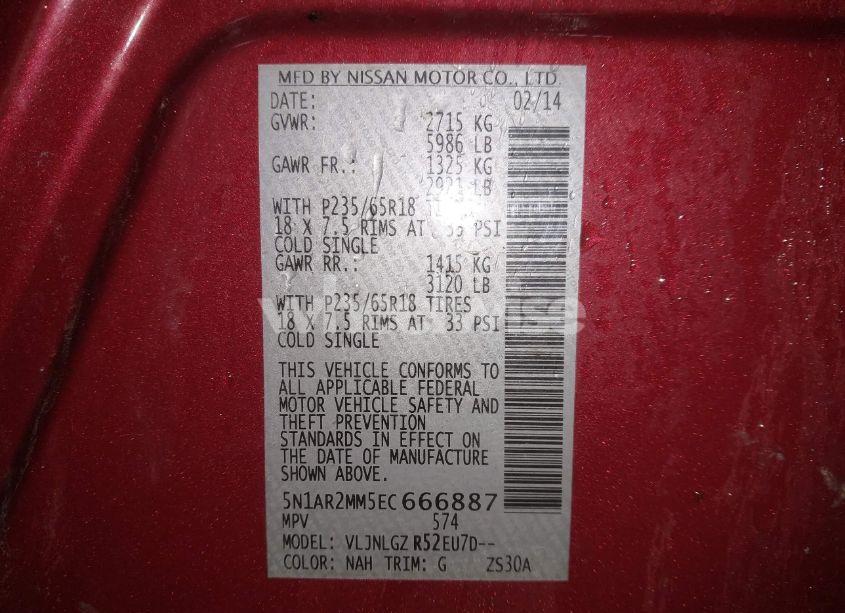 MFD BY NISSAN MOTOR CO., LTD.
DATE: 02/14
GVWR: 2715 KG
5986 LB
GAWR FR.: 1325 KG
2921 LB
WITH P235/65R18
18 X 7.5 RIMS AT 33 PSI
COLD SINGLE
GAWR RR.: 1415 KG
3120 LB
WITH P235/65R18 TIRES
18 X 7.5 RIMS AT 33 PSI
COLD SINGLE
THIS VEHICLE CONFORMS TO
ALL APPLICABLE FEDERAL
MOTOR VEHICLE SAFETY AND
THEFT PREVENTION
STANDARDS IN EFFECT ON
THE DATE OF MANUFACTURE
SHOWN ABOVE.
5N1AR2MM5EC666887
MPV 574
MODEL: VLJNLGZ R52EU7D--
COLOR: NAH TRIM: G ZS30A